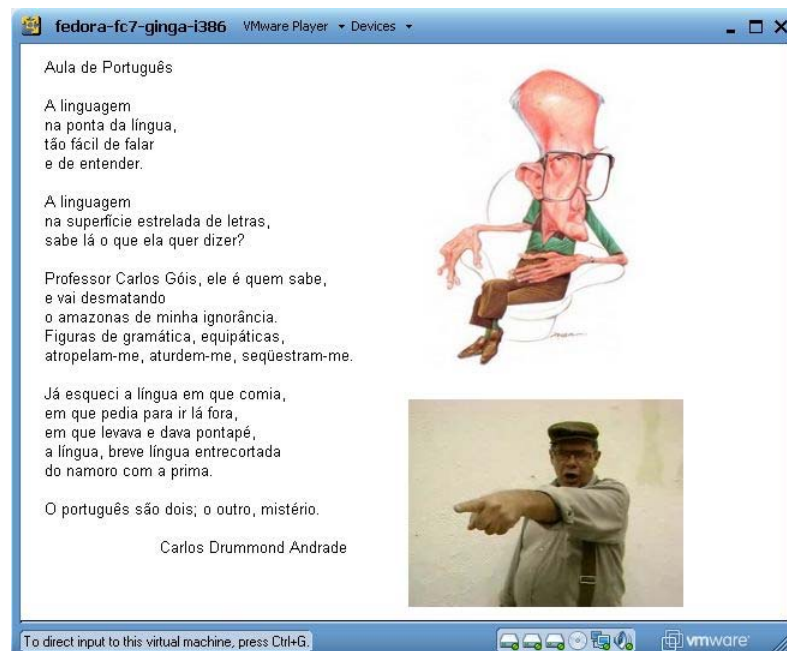 fedora-fc7-ginga-i386 VMware Player Devices
Aula de Português
A linguagem
na ponta da língua,
tão fácil de falar
e de entender.
A linguagem
na superfície estrelada de letras,
sabe lá o que ela quer dizer?
Professor Carlos Góis, ele é quem sabe,
e vai desmatando
o amazonas de minha ignorância.
Figuras de gramática, equipáticas,
atropelam-me, aturdem-me, seqüestram-me.
Já esqueci a língua em que comia,
em que pedia para ir lá fora,
em que levava e dava pontapé,
a língua, breve língua entrecortada
do namoro com a prima.
O português são dois; o outro, mistério.
Carlos Drummond Andrade
To direct input to this virtual machine, press Ctrl+G.
vmware